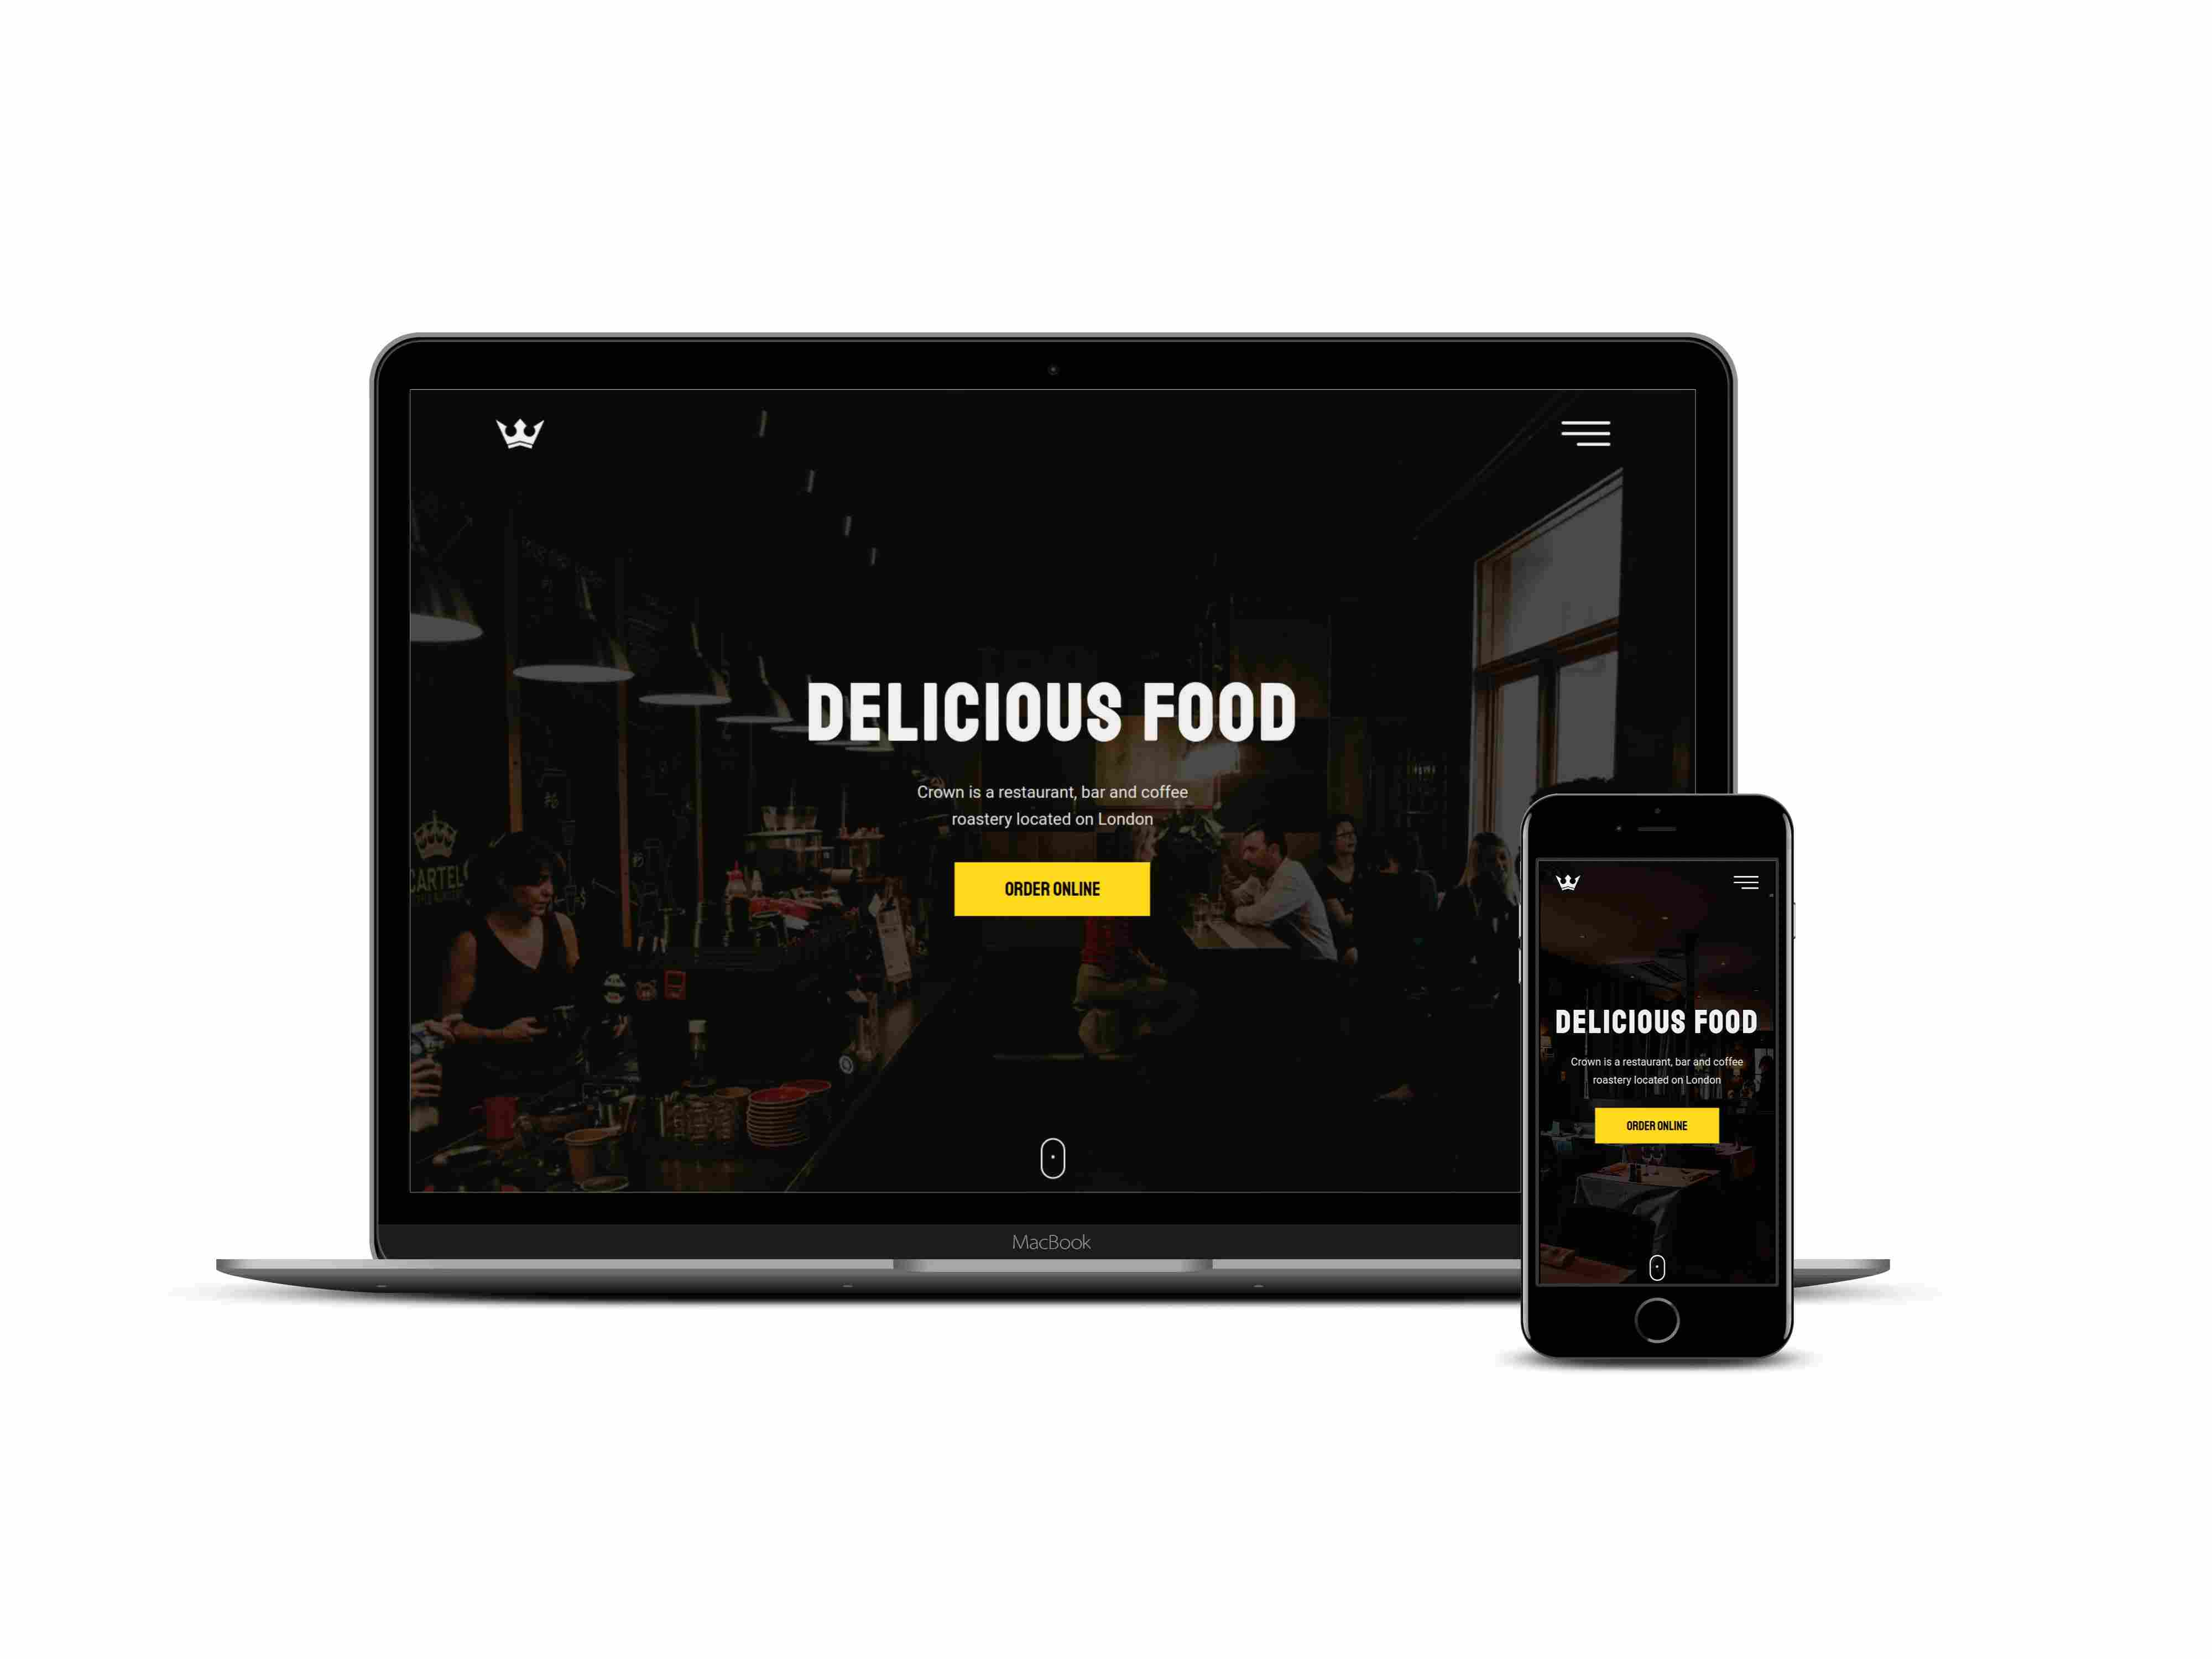 DELICIOUS FOOD
Crown is a restaurant, bar and coffee
roastery located on London
ORDER ONLINE
CARTEL
#6
MacBook
DELICIOUS FOOD
Crown is a restaurant, bar and coffee
roastery located on London
ORDER ONLINE